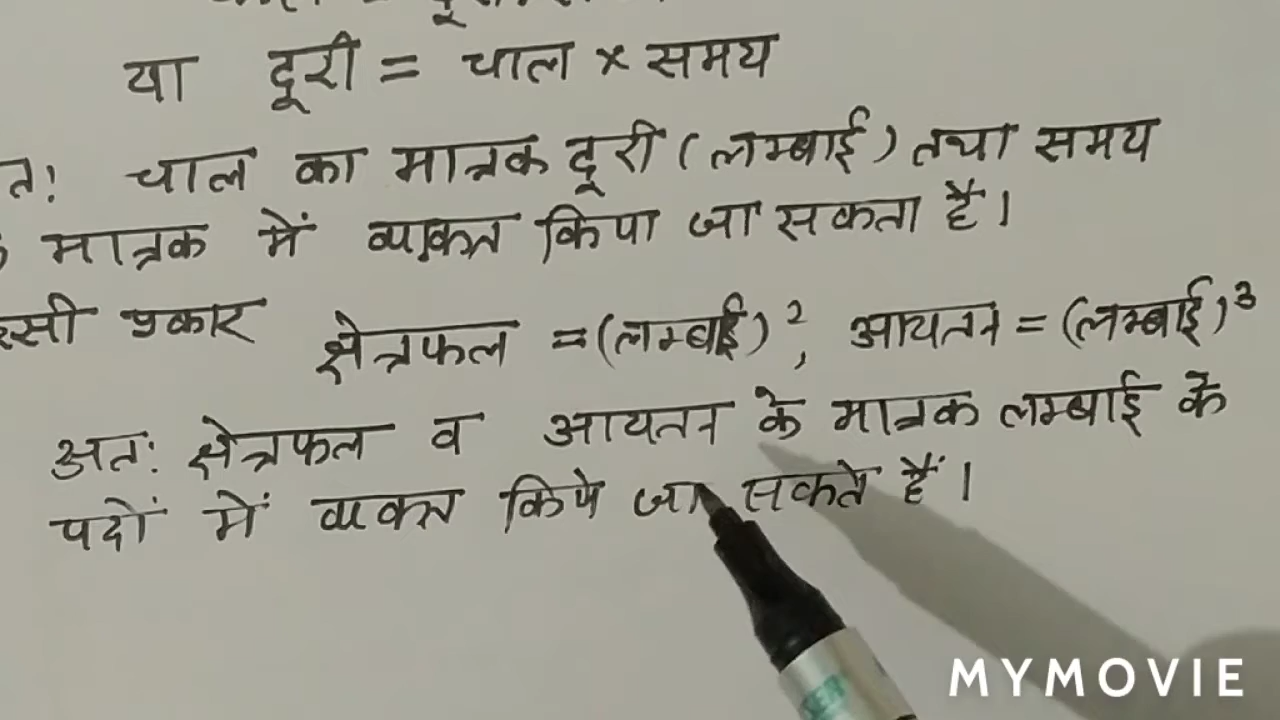 या दूरी = चाल × समय
त: चाल का मात्रक दूरी (लम्बाई) तथा समय
मात्रक में व्यक्त किया जा सकता है।
सी प्रकार क्षेत्रफल = (लम्बाई)², आयतन = (लम्बाई)³
अत: क्षेत्रफल व आयतन के मात्रक लम्बाई के
पदों में व्यक्त किये जा सकते हैं।
MYMOVIE